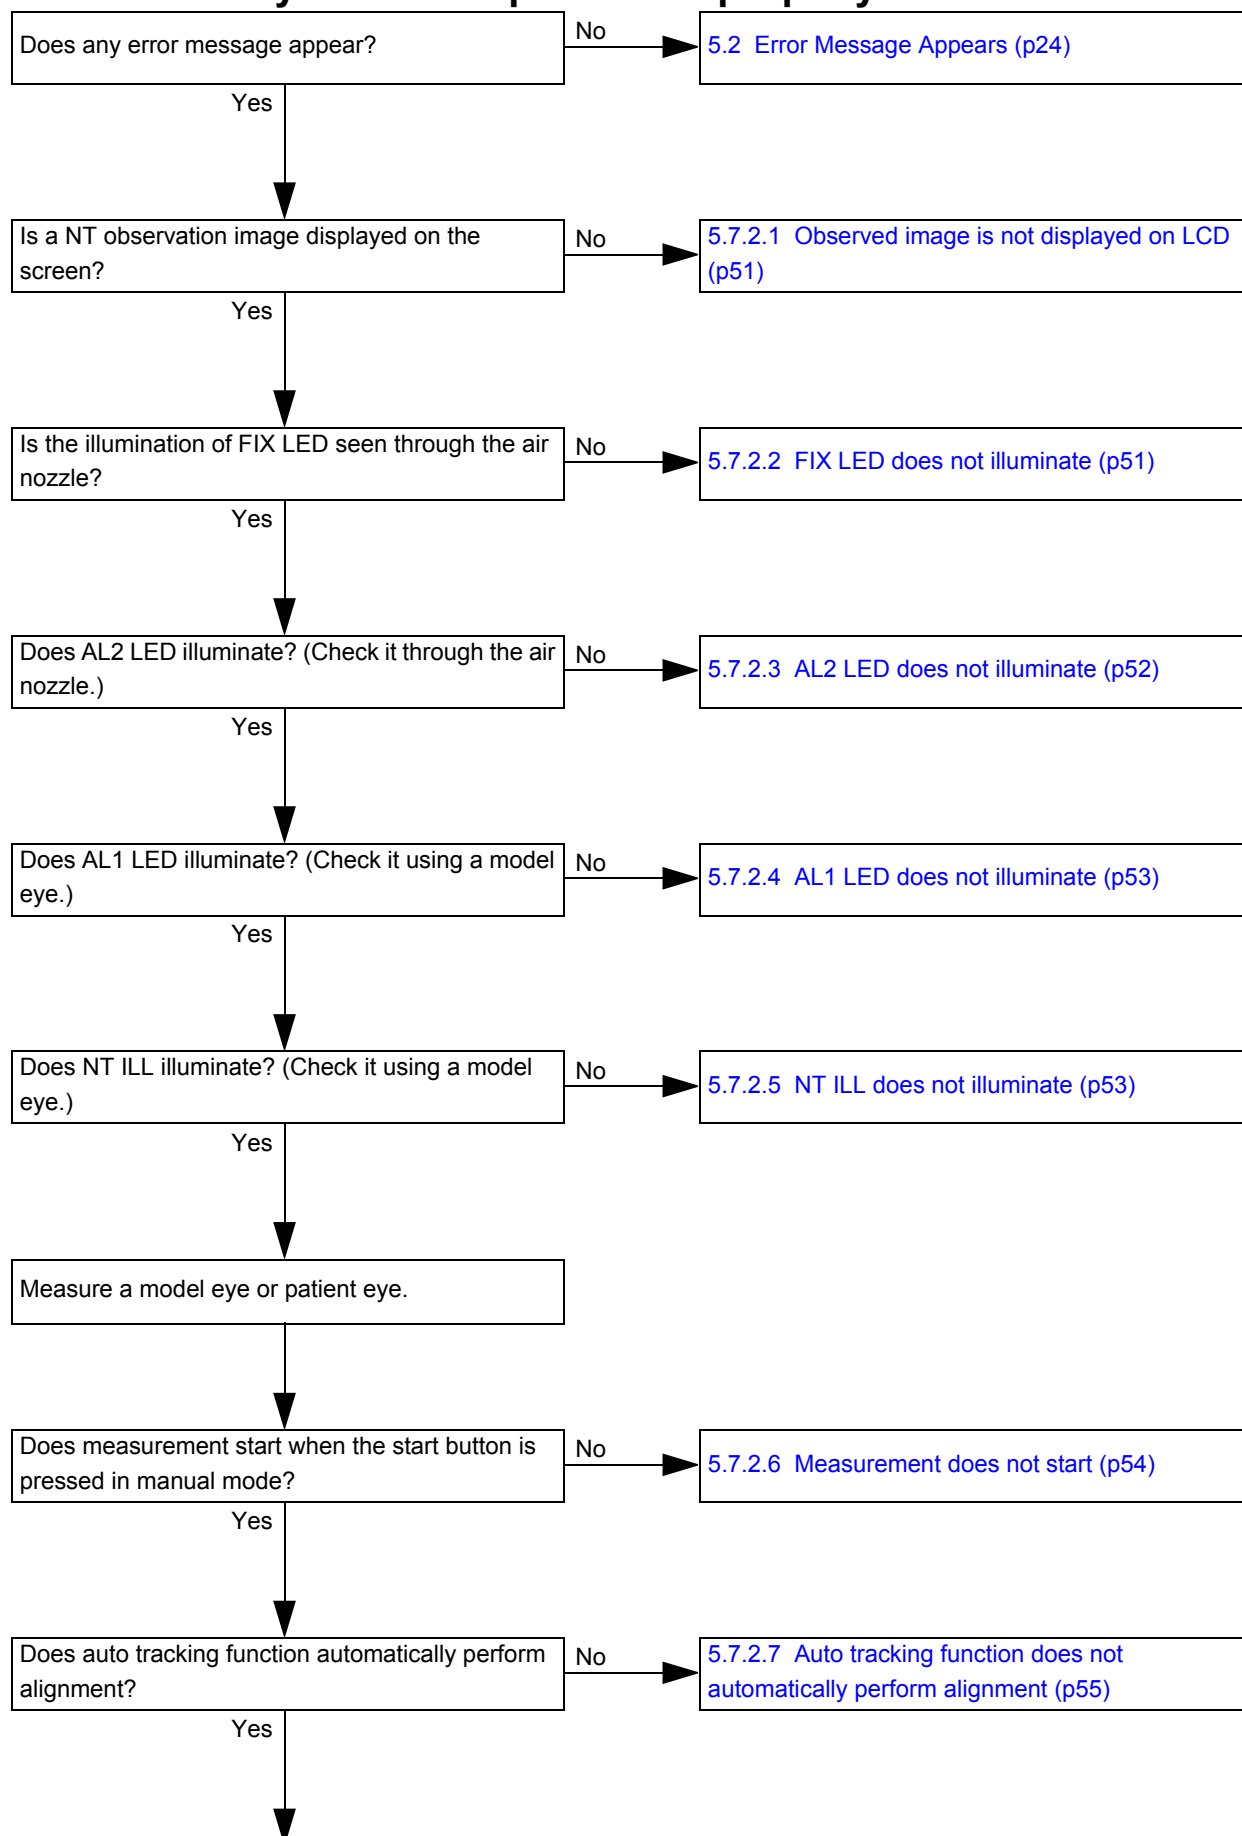 Does any error message appear?
No
5.2 Error Message Appears (p24)
Yes
Is a NT observation image displayed on the
screen?
No
5.7.2.1 Observed image is not displayed on LCD
(p51)
Yes
Is the illumination of FIX LED seen through the air
nozzle?
No
5.7.2.2 FIX LED does not illuminate (p51)
Yes
Does AL2 LED illuminate? (Check it through the air
nozzle.)
No
5.7.2.3 AL2 LED does not illuminate (p52)
Yes
Does AL1 LED illuminate? (Check it using a model
eye.)
No
5.7.2.4 AL1 LED does not illuminate (p53)
Yes
Does NT ILL illuminate? (Check it using a model
eye.)
No
5.7.2.5 NT ILL does not illuminate (p53)
Yes
Measure a model eye or patient eye.
Does measurement start when the start button is
pressed in manual mode?
No
5.7.2.6 Measurement does not start (p54)
Yes
Does auto tracking function automatically perform
alignment?
No
5.7.2.7 Auto tracking function does not
automatically perform alignment (p55)
Yes